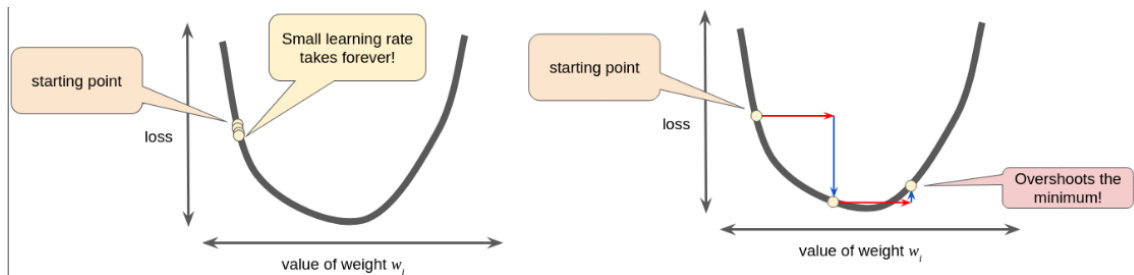 Small learning rate
takes forever!
starting point
loss
value of weight wᵢ
starting point
loss
Overshoots the
minimum!
value of weight wᵢ